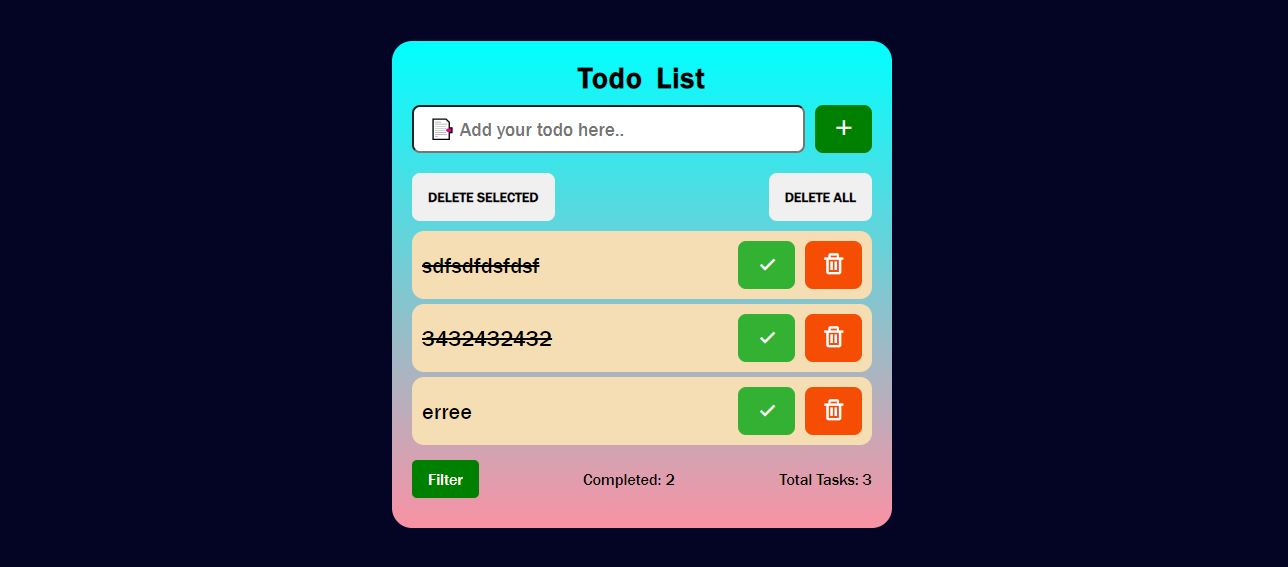 Todo List
Add your todo here..
+
DELETE SELECTED
DELETE ALL
sdfsdfdsfdsf
3432432432
erree
Filter
Completed: 2
Total Tasks: 3